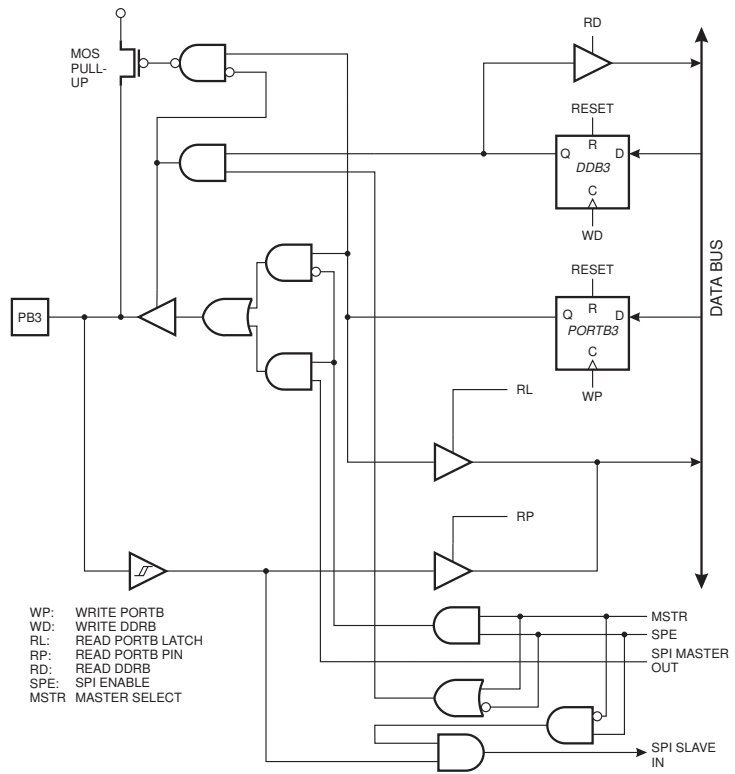 RD
MOS
PULL-
UP
RESET
R
Q
D
DDB3
C
WD
DATA BUS
RESET
R
Q
D
PORTB3
C
WP
PB3
RL
RP
WP: WRITE PORTB
WD: WRITE DDRB
RL: READ PORTB LATCH
RP: READ PORTB PIN
RD: READ DDRB
SPE: SPI ENABLE
MSTR MASTER SELECT
MSTR
SPE
SPI MASTER
OUT
SPI SLAVE
IN